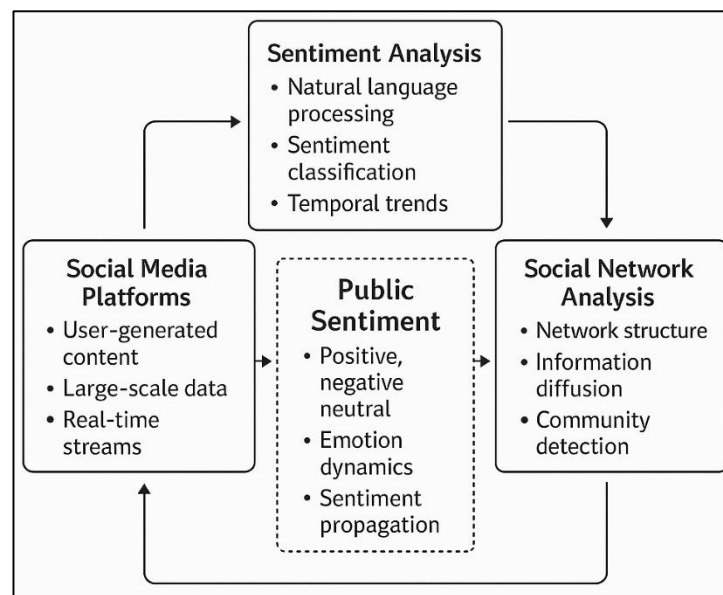 Sentiment Analysis
• Natural language
processing
• Sentiment
classification
• Temporal trends
Social Media
Platforms
• User-generated
content
• Large-scale data
• Real-time
streams
Public
Sentiment
• Positive,
negative
neutral
• Emotion
dynamics
• Sentiment
propagation
Social Network
Analysis
• Network structure
• Information
diffusion
• Community
detection